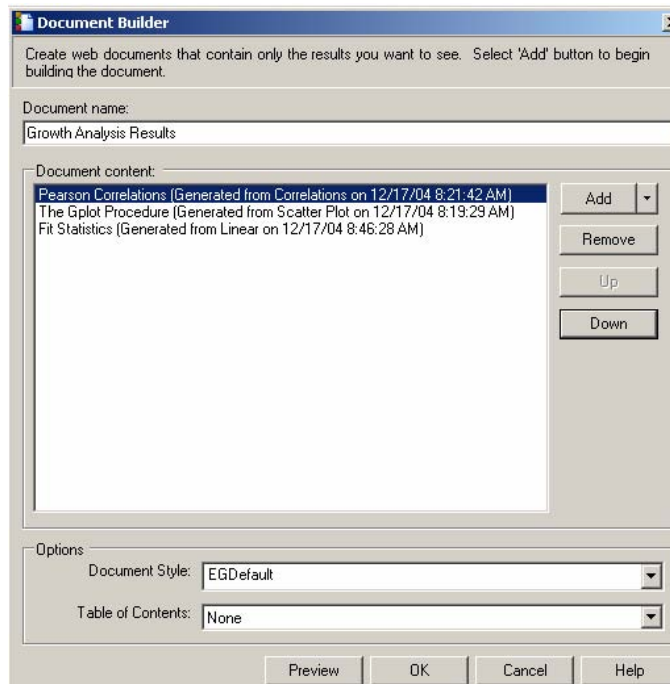 Document Builder
Create web documents that contain only the results you want to see. Select 'Add' button to begin
building the document.
Document name:
Growth Analysis Results
Document content:
Pearson Correlations (Generated from Correlations on 12/17/04 8:21:42 AM)
The Gplot Procedure (Generated from Scatter Plot on 12/17/04 8:19:29 AM)
Fit Statistics (Generated from Linear on 12/17/04 8:46:28 AM)
Add
Remove
Up
Down
Options
Document Style: EGDefault
Table of Contents: None
Preview OK Cancel Help